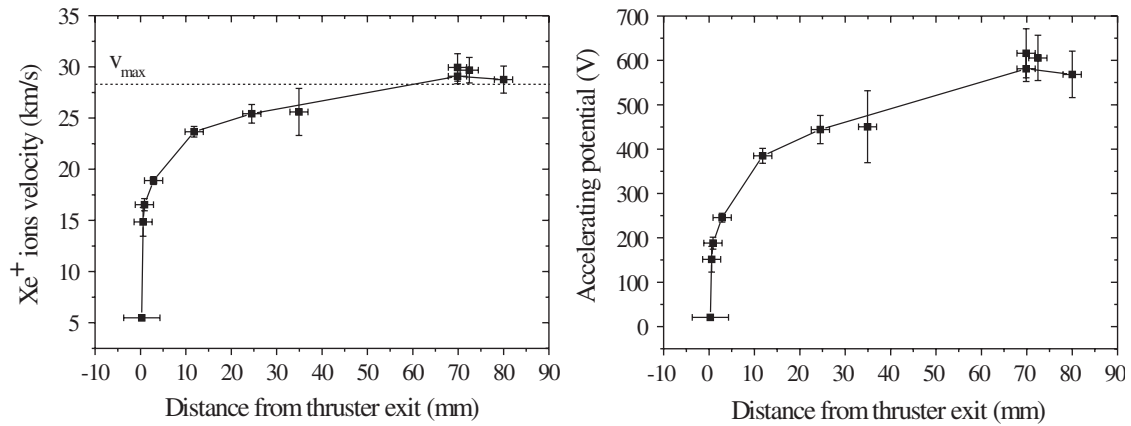 35
30
25
20
15
10
5
v_max
Xe⁺ ions velocity (km/s)
-10 0 10 20 30 40 50 60 70 80 90
Distance from thruster exit (mm)
700
600
500
400
300
200
100
0
Accelerating potential (V)
-10 0 10 20 30 40 50 60 70 80 90
Distance from thruster exit (mm)